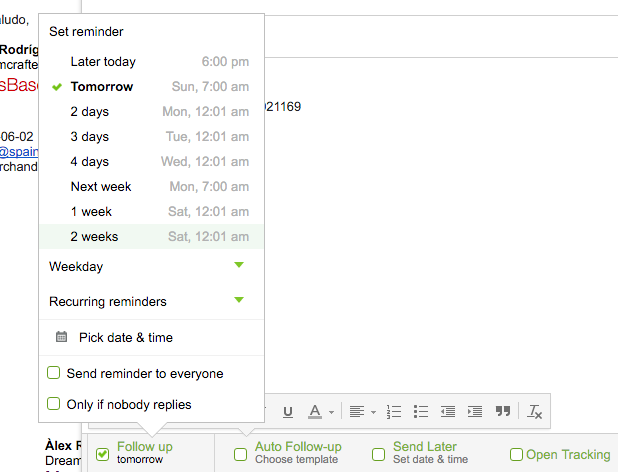 Set reminder
Later today 6:00 pm
Tomorrow Sun, 7:00 am
2 days Mon, 12:01 am
3 days Tue, 12:01 am
4 days Wed, 12:01 am
Next week Mon, 7:00 am
1 week Sat, 12:01 am
2 weeks Sat, 12:01 am
Weekday
Recurring reminders
Pick date & time
Send reminder to everyone
Only if nobody replies
aludo,
Rodríg
mcrafte
sBase
-06-02
@spain
rchand
021169
U A
Àlex R
Dream
Follow up
tomorrow
Auto Follow-up
Choose template
Send Later
Set date & time
Open Tracking